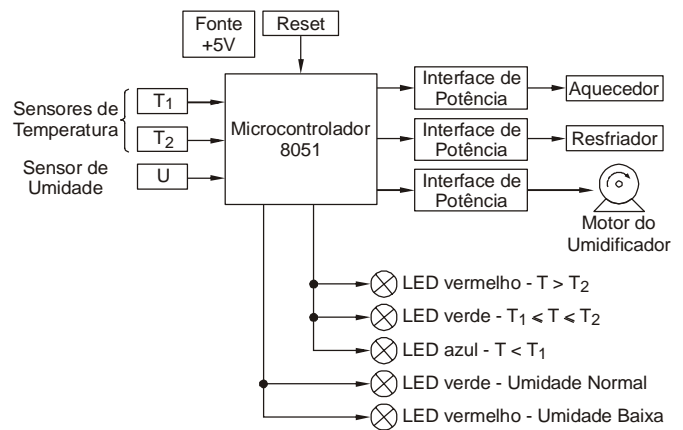 Fonte
+5V
Reset
Sensores de
Temperatura
T1
T2
Sensor de
Umidade
U
Microcontrolador
8051
Interface de
Potência
Aquecedor
Interface de
Potência
Resfriador
Interface de
Potência
Motor do
Umidificador
LED vermelho - T > T2
LED verde - T1 ⩽ T ⩽ T2
LED azul - T < T1
LED verde - Umidade Normal
LED vermelho - Umidade Baixa